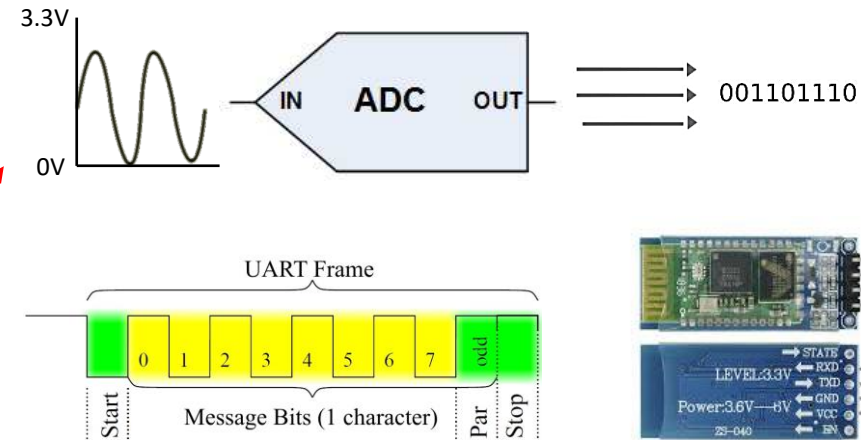 3.3V
0V
IN ADC OUT
001101110
UART Frame
0 1 2 3 4 5 6 7 odd
Start
Message Bits (1 character)
Par
Stop
STATE
RXD
LEVEL:3.3V
TXD
GND
Power:3.6V—6V
VCC
ZS-040
EN